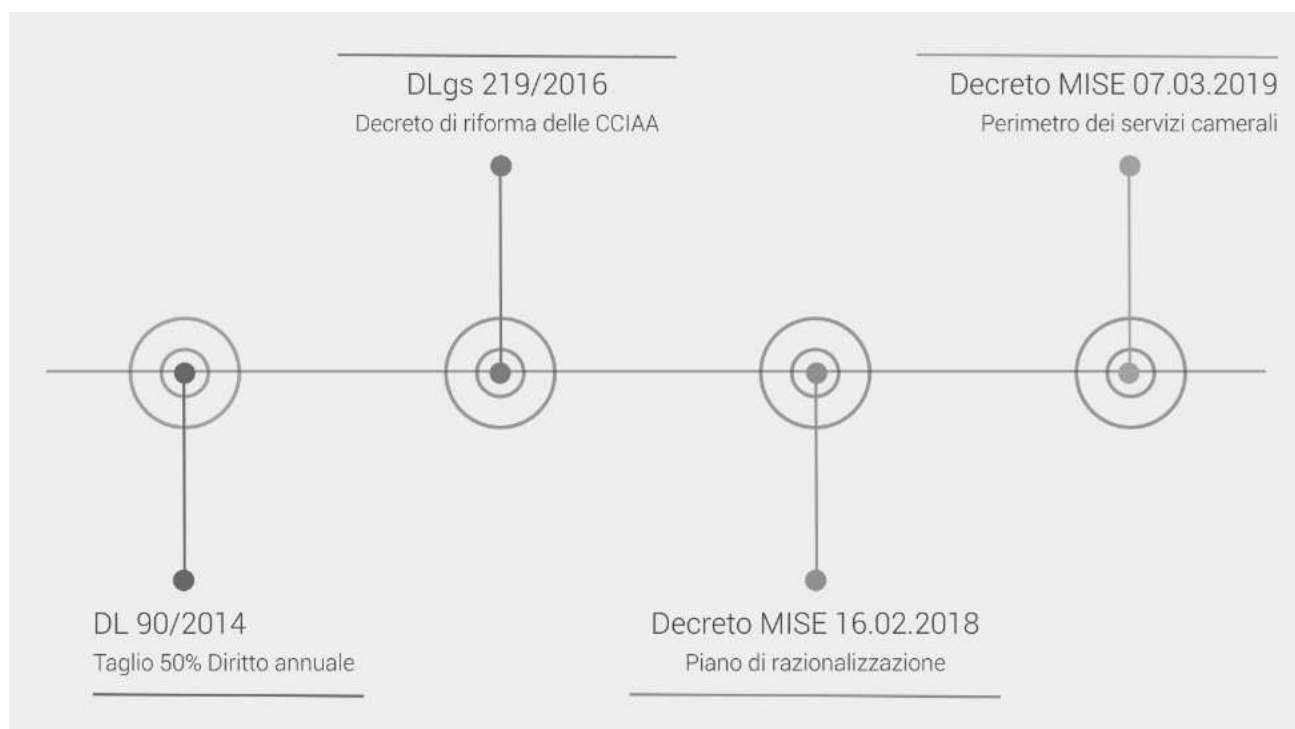 DLgs 219/2016
Decreto di riforma delle CCIAA
Decreto MISE 07.03.2019
Perimetro dei servizi camerali
DL 90/2014
Taglio 50% Diritto annuale
Decreto MISE 16.02.2018
Piano di razionalizzazione